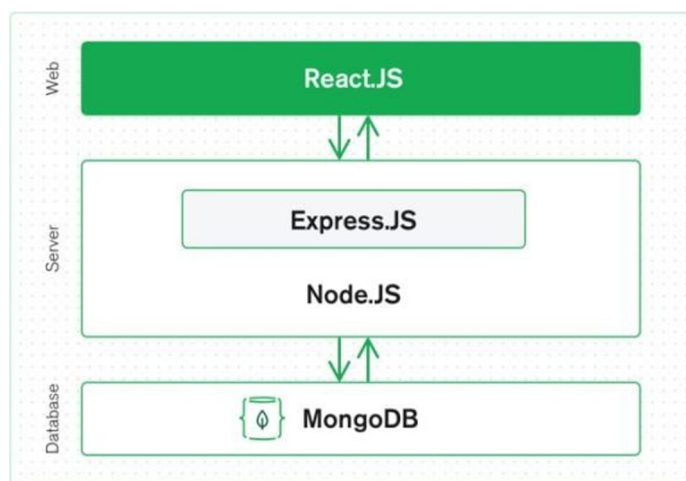 Web
React.JS
Server
Express.JS
Node.JS
Database
MongoDB